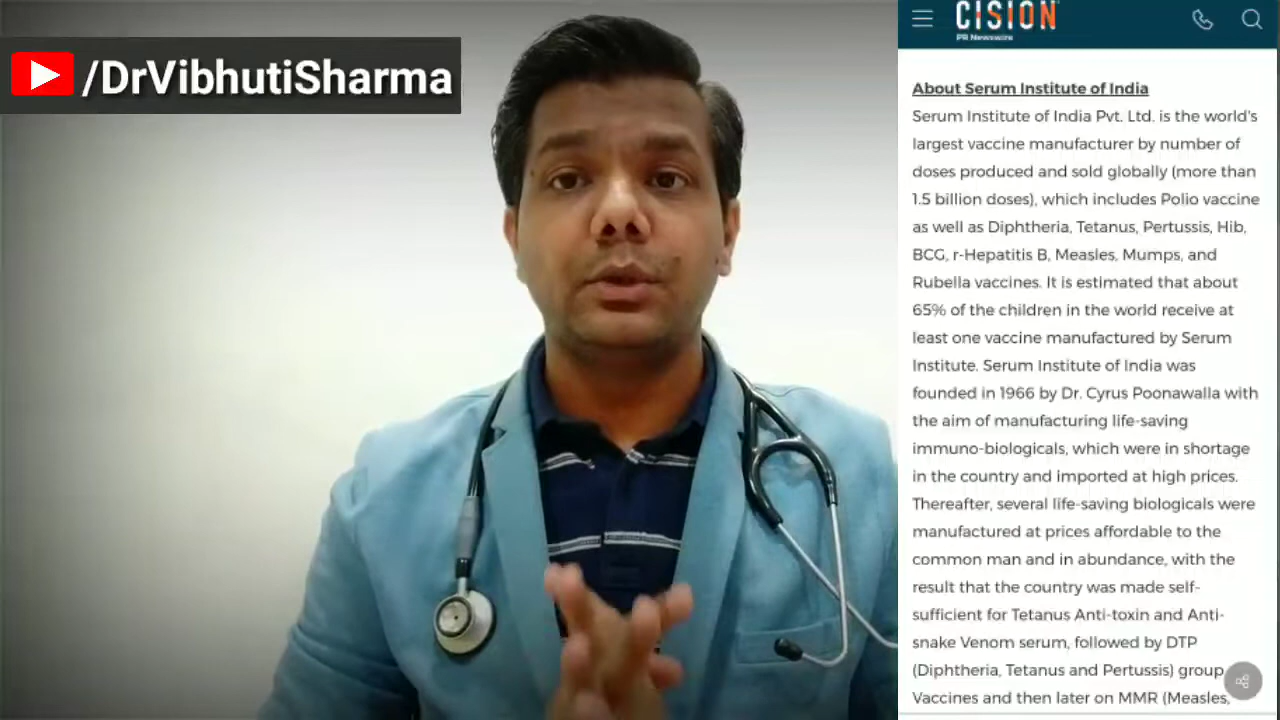 /DrVibhutiSharma
CISION
PR Newswire
About Serum Institute of India
Serum Institute of India Pvt. Ltd. is the world's
largest vaccine manufacturer by number of
doses produced and sold globally (more than
1.5 billion doses), which includes Polio vaccine
as well as Diphtheria, Tetanus, Pertussis, Hib,
BCG, r-Hepatitis B, Measles, Mumps, and
Rubella vaccines. It is estimated that about
65% of the children in the world receive at
least one vaccine manufactured by Serum
Institute. Serum Institute of India was
founded in 1966 by Dr. Cyrus Poonawalla with
the aim of manufacturing life-saving
immuno-biologicals, which were in shortage
in the country and imported at high prices.
Thereafter, several life-saving biologicals were
manufactured at prices affordable to the
common man and in abundance, with the
result that the country was made self-
sufficient for Tetanus Anti-toxin and Anti-
snake Venom serum, followed by DTP
(Diphtheria, Tetanus and Pertussis) group
Vaccines and then later on MMR (Measles,